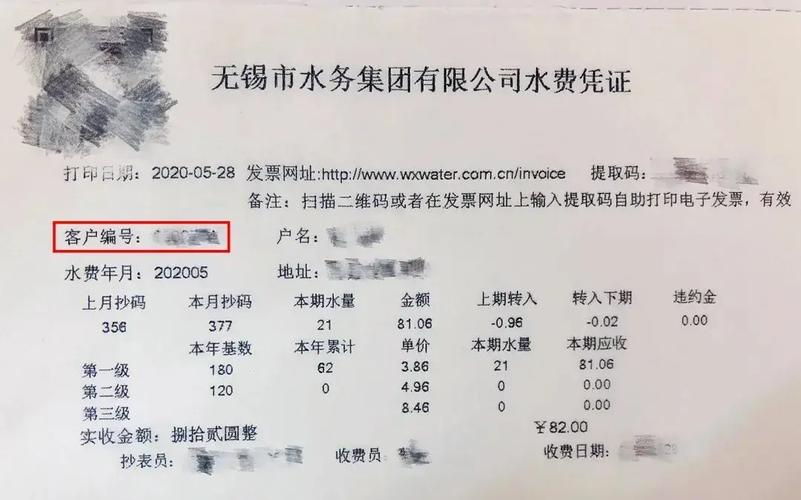 无锡市水务集团有限公司水费凭证
打印日期: 2020-05-28 发票网址:http://www.wxwater.com.cn/invoice 提取码:
备注: 扫描二维码或者在发票网址上输入提取码自助打印电子发票, 有效
客户编号: 户名:
水费年月: 202005 地址:
上月抄码 本月抄码 本期水量 金额 上期转入 转入下期 违约金
356 377 21 81.06 -0.96 -0.02 0.00
本年基数 本年累计 单价 本期水量 本期应收
第一级 180 62 3.86 21 81.06
第二级 120 0 4.96 0 0.00
第三级 8.46 0 0.00
实收金额: 捌拾贰圆整 ￥82.00
抄表员: 收费员: 收费日期: